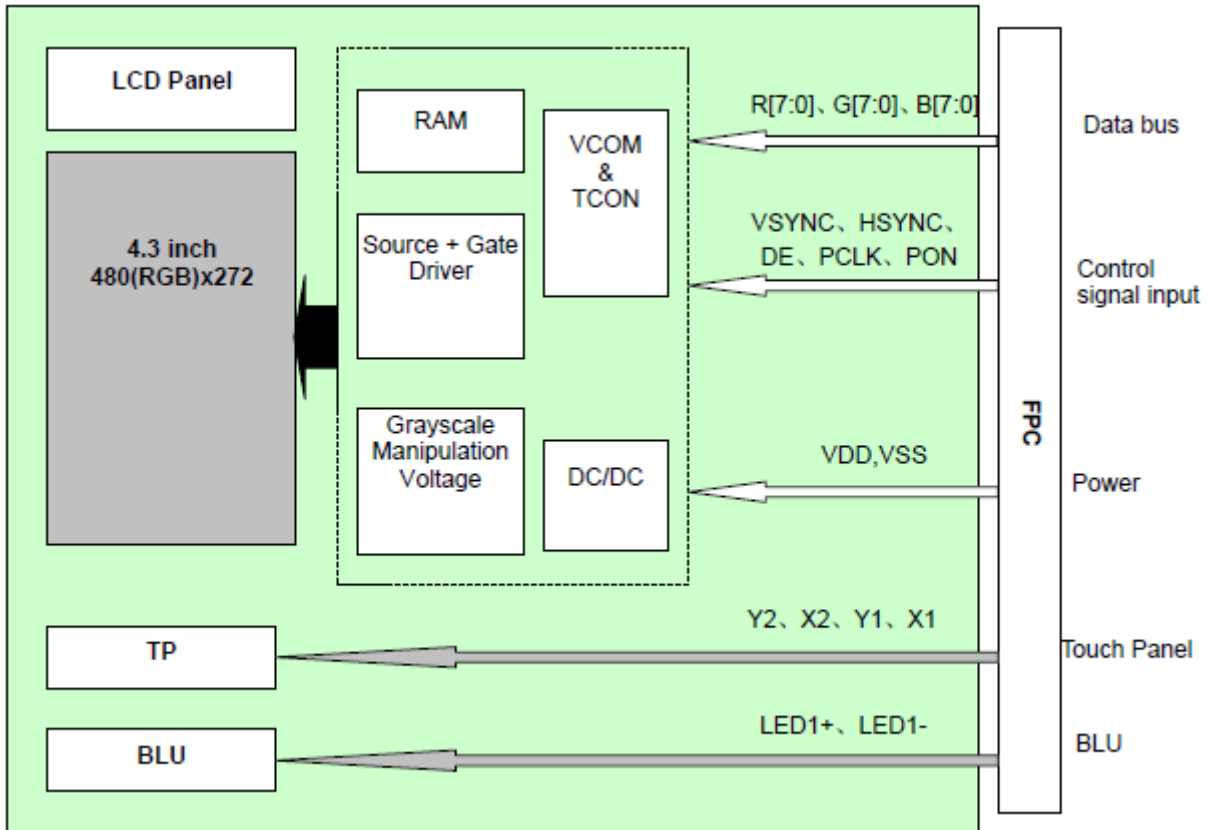 LCD Panel
4.3 inch
480(RGB)x272
RAM
VCOM
&
TCON
Source + Gate
Driver
Grayscale
Manipulation
Voltage
DC/DC
R[7:0]、G[7:0]、B[7:0]
Data bus
VSYNC、HSYNC、
DE、PCLK、PON
Control
signal input
VDD,VSS
Power
FPC
TP
Y2、X2、Y1、X1
Touch Panel
BLU
LED1+、LED1-
BLU